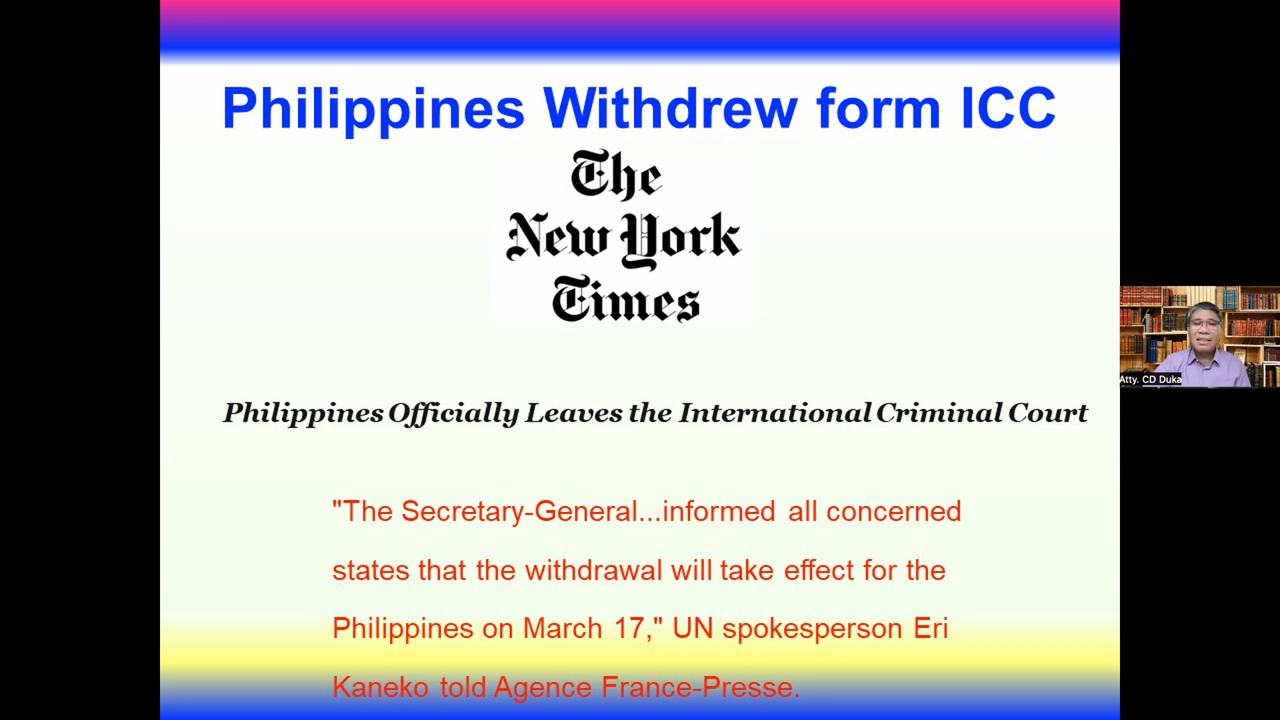 Philippines Withdrew form ICC
The
New York
Times
Philippines Officially Leaves the International Criminal Court
"The Secretary-General...informed all concerned
states that the withdrawal will take effect for the
Philippines on March 17," UN spokesperson Eri
Kaneko told Agence France-Presse.
Atty. CD Duka